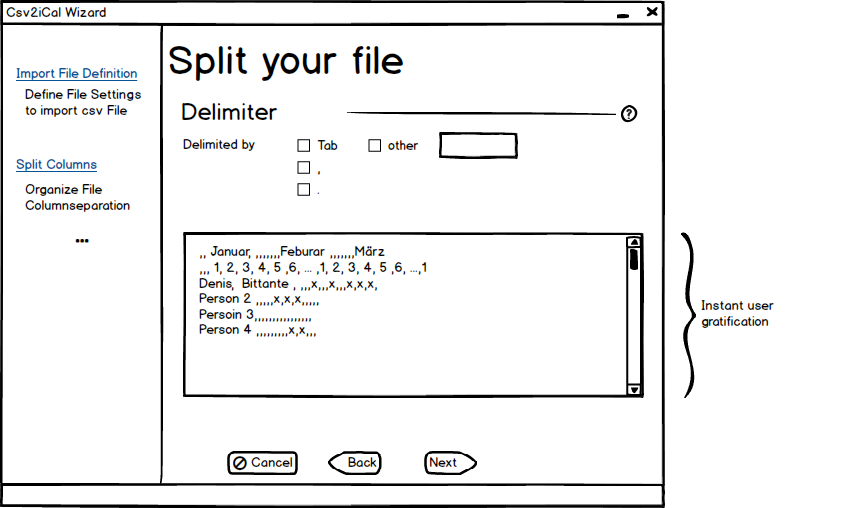 Csv2iCal Wizard
Split your file
Import File Definition
Define File Settings
to import csv File
Split Columns
Organize File
Columnseparation
...
Delimiter
?
Delimited by
Tab
other
,
.
,, Januar, ,,,,,,,Feburar ,,,,,,,März
,,, 1, 2, 3, 4, 5 ,6, ... ,1, 2, 3, 4, 5 ,6, ...,1
Denis, Bittante , ,,,x,,,x,,,x,x,x,
Person 2 ,,,,,x,x,x,,,,,
Persoin 3,,,,,,,,,,,,,,,,
Person 4 ,,,,,,,,,x,x,,,
Instant user
gratification
Cancel
Back
Next